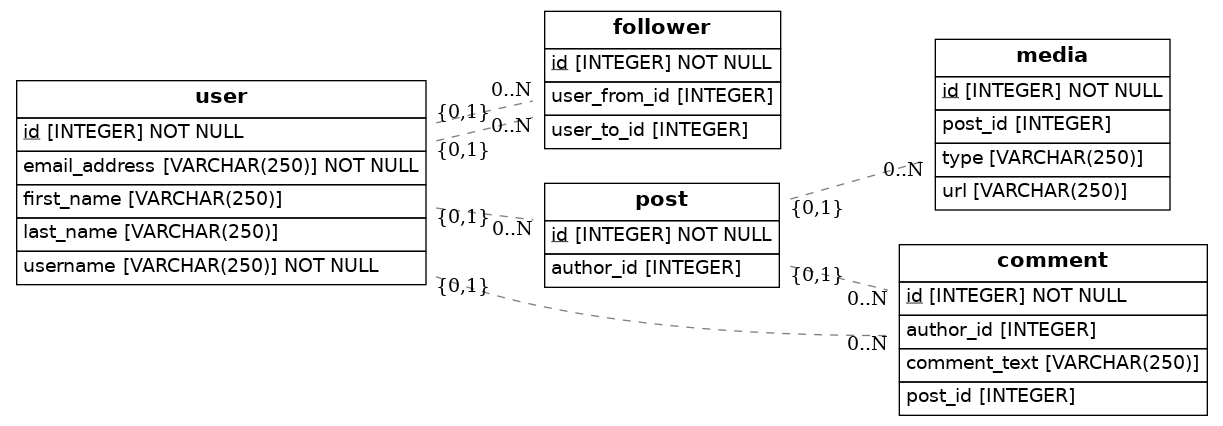 user
id [INTEGER] NOT NULL
email_address [VARCHAR(250)] NOT NULL
first_name [VARCHAR(250)]
last_name [VARCHAR(250)]
username [VARCHAR(250)] NOT NULL
follower
id [INTEGER] NOT NULL
user_from_id [INTEGER]
user_to_id [INTEGER]
post
id [INTEGER] NOT NULL
author_id [INTEGER]
media
id [INTEGER] NOT NULL
post_id [INTEGER]
type [VARCHAR(250)]
url [VARCHAR(250)]
comment
id [INTEGER] NOT NULL
author_id [INTEGER]
comment_text [VARCHAR(250)]
post_id [INTEGER]
0..N
{0,1}
0..N
{0,1}
{0,1}
0..N
{0,1}
0..N
0..N
{0,1}
{0,1}
0..N